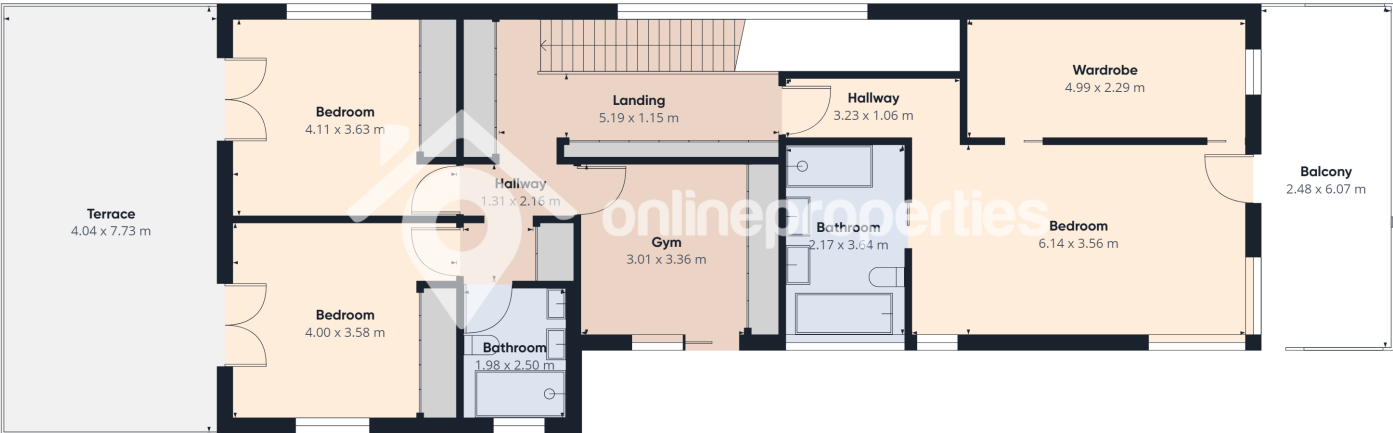 Bedroom
4.11 x 3.63 m
Landing
5.19 x 1.15 m
Hallway
3.23 x 1.06 m
Wardrobe
4.99 x 2.29 m
Terrace
4.04 x 7.73 m
Hallway
1.31 x 2.16 m
onlineproperties
Gym
3.01 x 3.36 m
Bathroom
2.17 x 3.64 m
Bedroom
6.14 x 3.56 m
Balcony
2.48 x 6.07 m
Bedroom
4.00 x 3.58 m
Bathroom
1.98 x 2.50 m